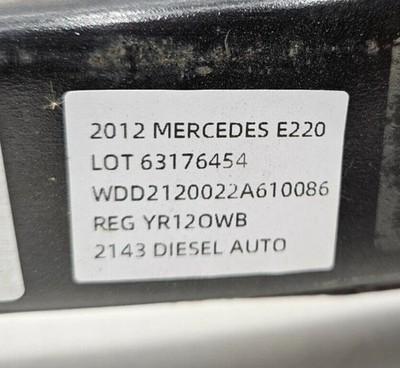 2012 MERCEDES E220
LOT 63176454
WDD2120022A610086
REG YR12OWB
2143 DIESEL AUTO